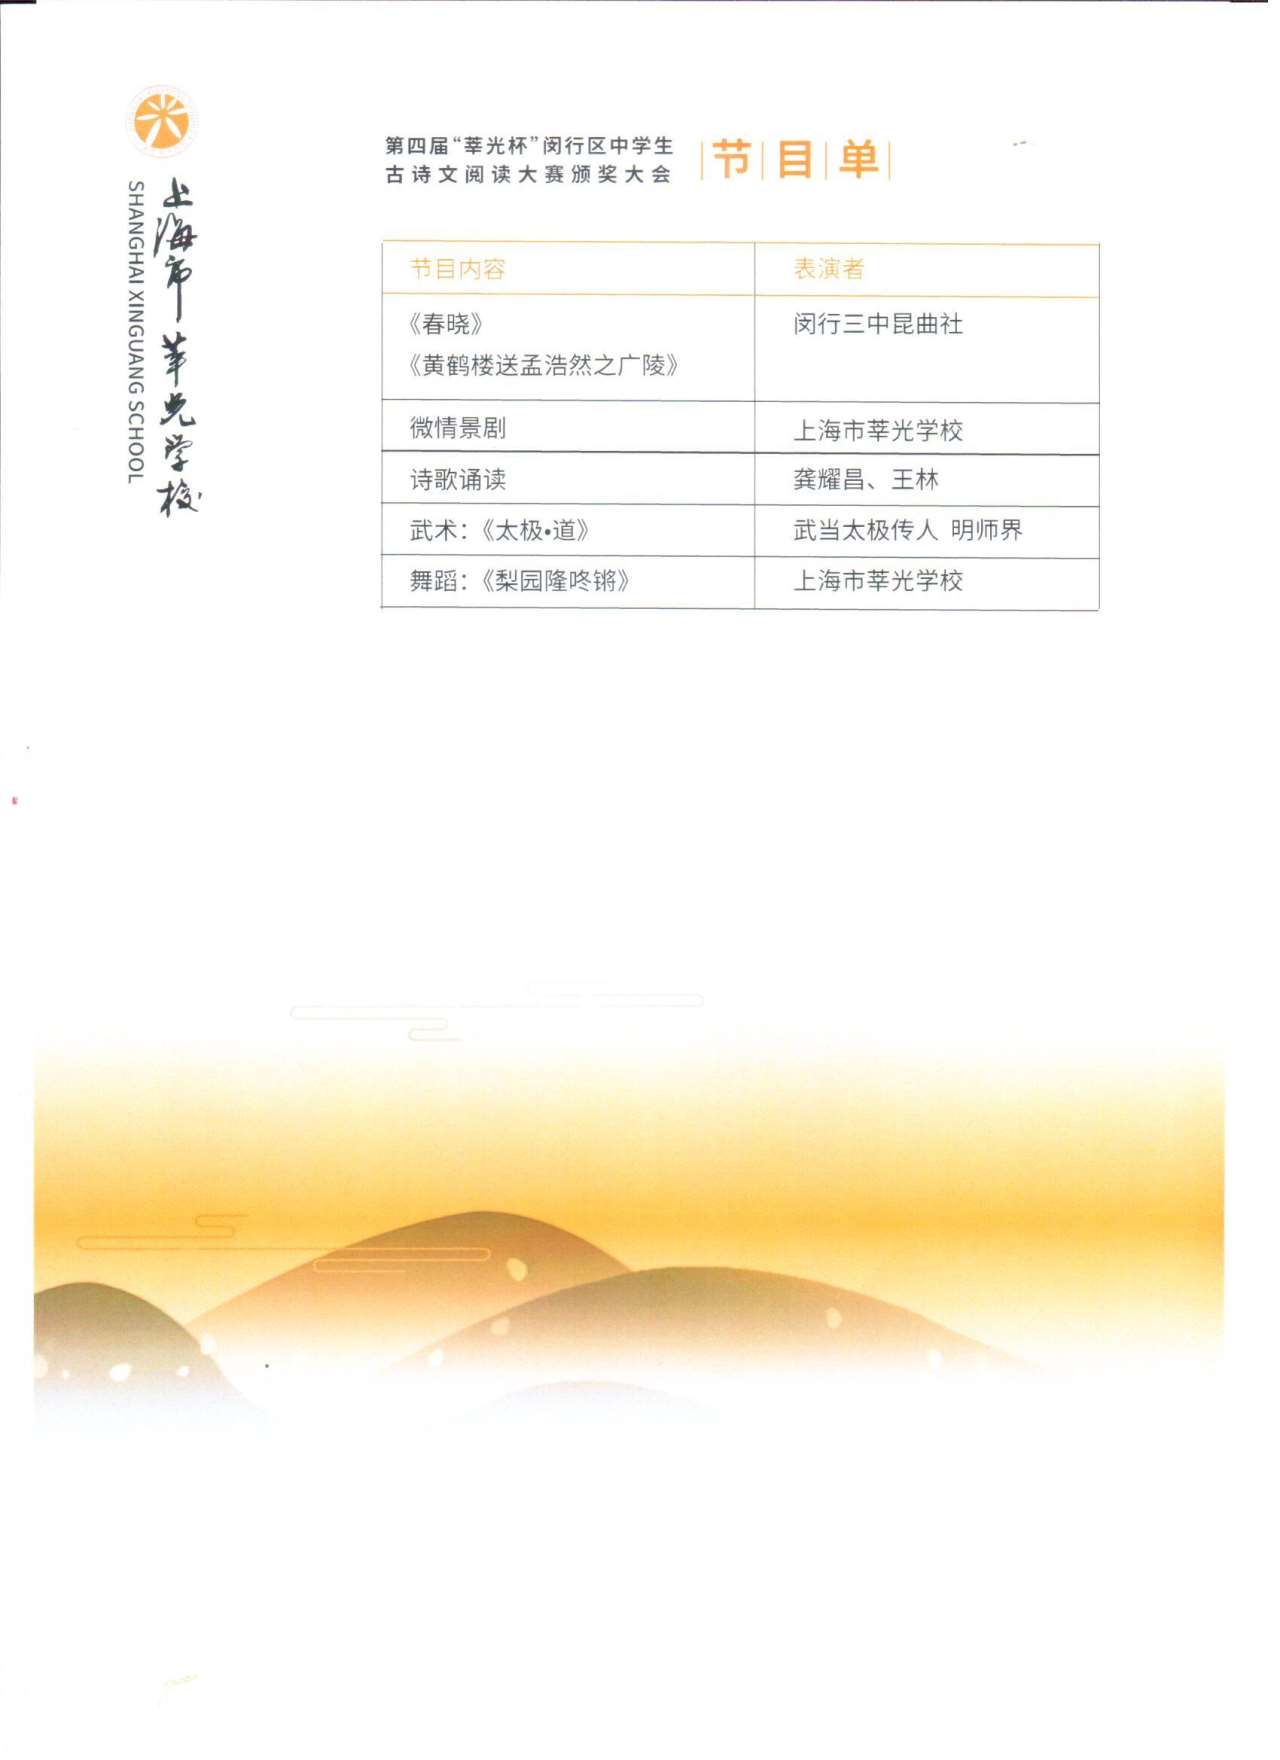 上海市莘光学校
SHANGHAI XINGUANG SCHOOL
第四届“莘光杯”闵行区中学生
古诗文阅读大赛颁奖大会
节目单
节目内容 表演者
《春晓》 闵行三中昆曲社
《黄鹤楼送孟浩然之广陵》
微情景剧 上海市莘光学校
诗歌诵读 龚耀昌、王林
武术：《太极•道》 武当太极传人 明师界
舞蹈：《梨园隆咚锵》 上海市莘光学校